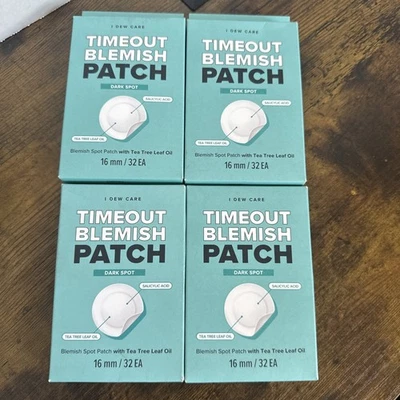 I DEW CARE
TIMEOUT
BLEMISH
PATCH
DARK SPOT
SALICYLIC ACID
TEA TREE LEAF OIL
Blemish Spot Patch with Tea Tree Leaf Oil
16 mm / 32 EA
I DEW CARE
TIMEOUT
BLEMISH
PATCH
DARK SPOT
SALICYLIC ACID
TEA TREE LEAF OIL
Blemish Spot Patch with Tea Tree Leaf Oil
16 mm / 32 EA
I DEW CARE
TIMEOUT
BLEMISH
PATCH
DARK SPOT
SALICYLIC ACID
TEA TREE LEAF OIL
Blemish Spot Patch with Tea Tree Leaf Oil
16 mm / 32 EA
I DEW CARE
TIMEOUT
BLEMISH
PATCH
DARK SPOT
SALICYLIC ACID
TEA TREE LEAF OIL
Blemish Spot Patch with Tea Tree Leaf Oil
16 mm / 32 EA